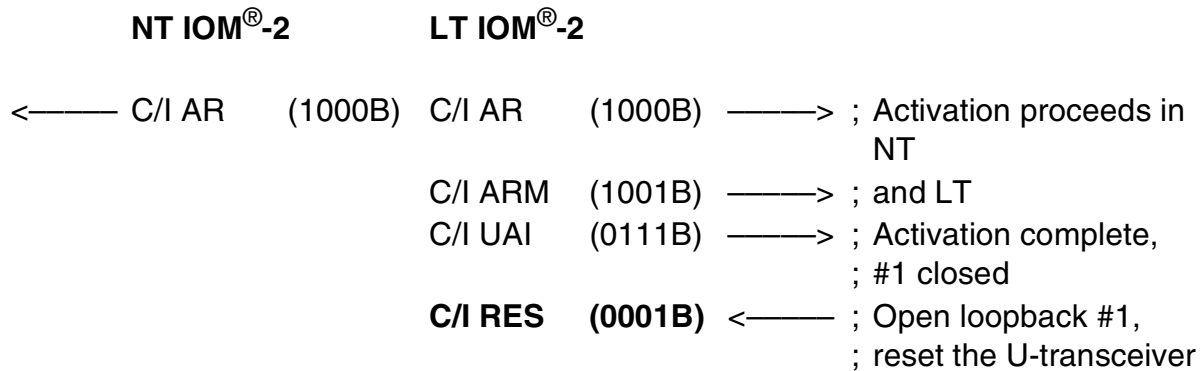 NT IOM®-2 LT IOM®-2
<––––– C/I AR (1000B) C/I AR (1000B) –––––> ; Activation proceeds in
NT
C/I ARM (1001B) –––––> ; and LT
C/I UAI (0111B) –––––> ; Activation complete,
; #1 closed
C/I RES (0001B) <––––– ; Open loopback #1,
; reset the U-transceiver